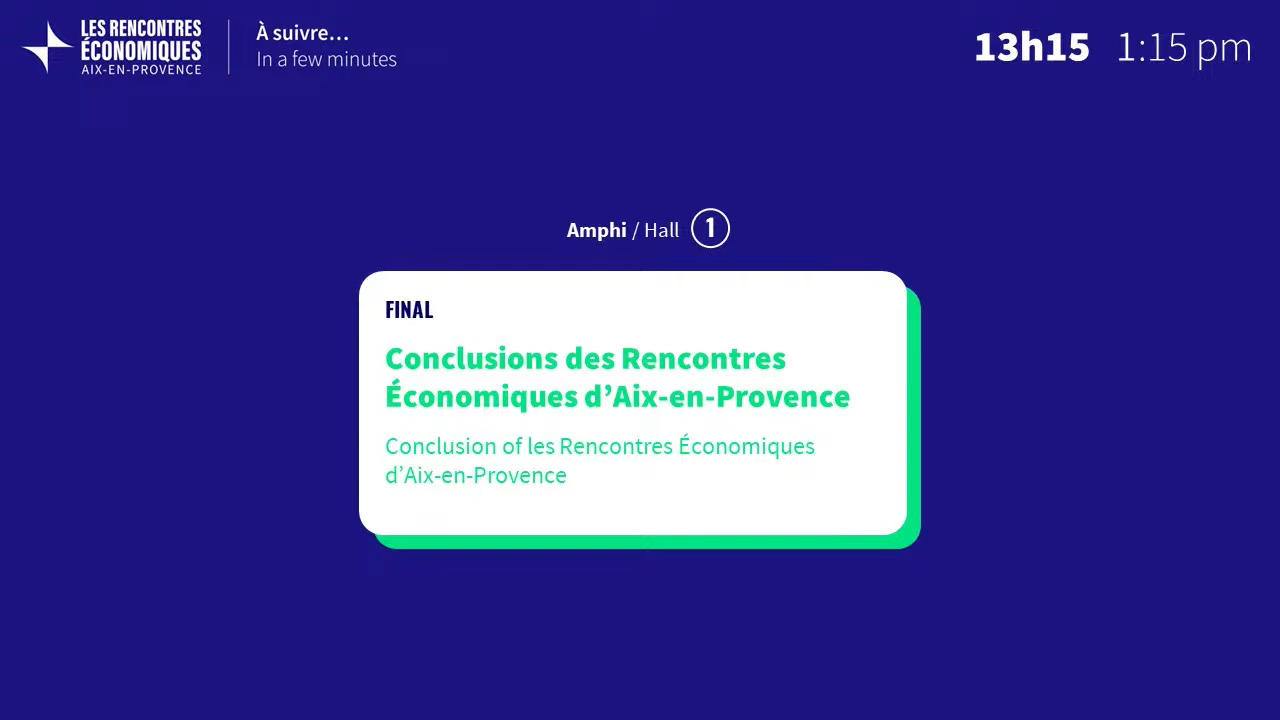 LES RENCONTRES
ÉCONOMIQUES
AIX-EN-PROVENCE
À suivre…
In a few minutes
13h15 1:15 pm
Amphi / Hall 1
FINAL
Conclusions des Rencontres
Économiques d’Aix-en-Provence
Conclusion of les Rencontres Économiques
d’Aix-en-Provence